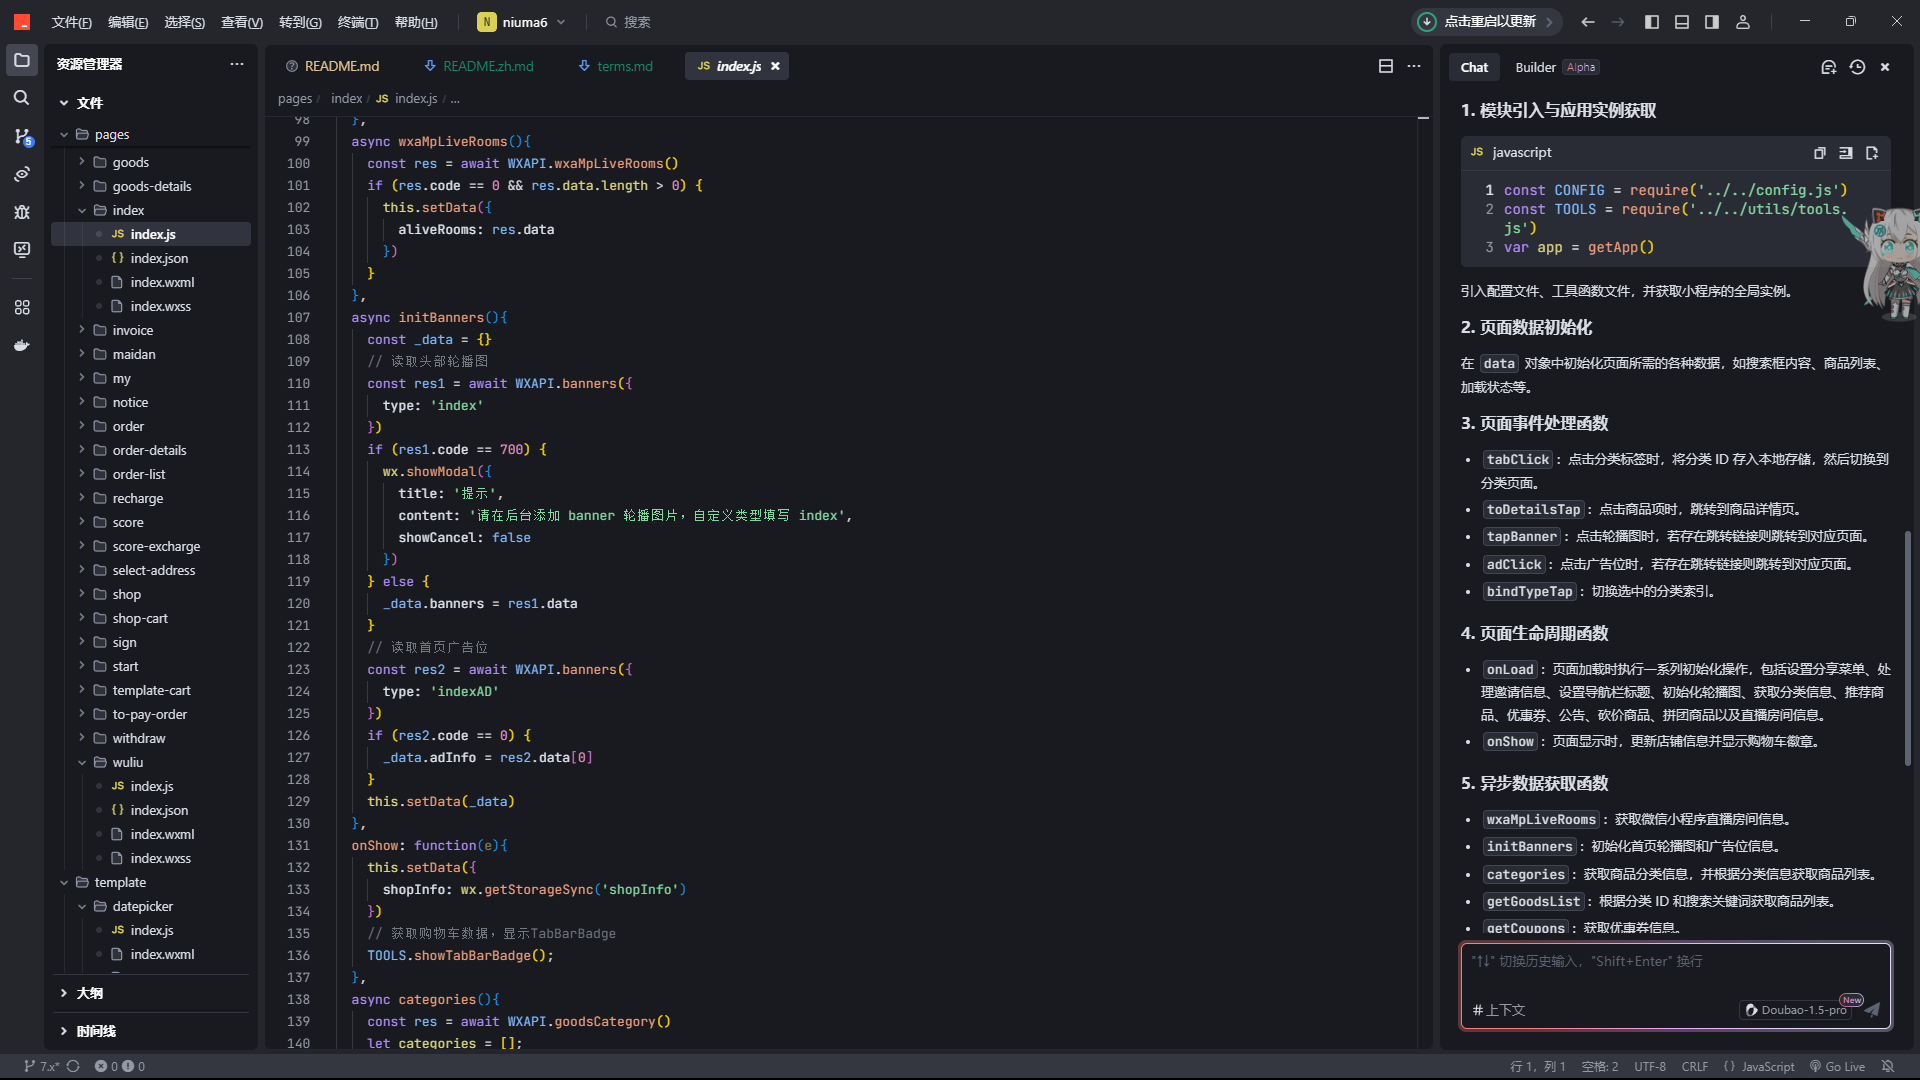 文件(F) 编辑(E) 选择(S) 查看(V) 转到(G) 终端(T) 帮助(H) N niuma6 搜索 点击重启以更新
资源管理器
文件
pages
goods
goods-details
index
JS index.js
{} index.json
index.wxml
index.wxss
invoice
maidan
my
notice
order
order-details
order-list
recharge
score
score-exchange
select-address
shop
shop-cart
sign
start
template-cart
to-pay-order
withdraw
wuliu
JS index.js
{} index.json
index.wxml
index.wxss
template
datepicker
JS index.js
index.wxml
大纲
时间线
README.md README.zh.md terms.md JS index.js
pages / index / JS index.js / ...
98 },
99 async wxaMpLiveRooms(){
100 const res = await WXAPI.wxaMpLiveRooms()
101 if (res.code == 0 && res.data.length > 0) {
102 this.setData({
103 aliveRooms: res.data
104 })
105 }
106 },
107 async initBanners(){
108 const _data = {}
109 // 读取头部轮播图
110 const res1 = await WXAPI.banners({
111 type: 'index'
112 })
113 if (res1.code == 700) {
114 wx.showModal({
115 title: '提示',
116 content: '请在后台添加 banner 轮播图片，自定义类型填写 index',
117 showCancel: false
118 })
119 } else {
120 _data.banners = res1.data
121 }
122 // 读取首页广告位
123 const res2 = await WXAPI.banners({
124 type: 'indexAD'
125 })
126 if (res2.code == 0) {
127 _data.adInfo = res2.data[0]
128 }
129 this.setData(_data)
130 },
131 onShow: function(e){
132 this.setData({
133 shopInfo: wx.getStorageSync('shopInfo')
134 })
135 // 获取购物车数据，显示TabBarBadge
136 TOOLS.showTabBarBadge();
137 },
138 async categories(){
139 const res = await WXAPI.goodsCategory()
140 let categories = [];
Chat Builder Alpha
1. 模块引入与应用实例获取
JS javascript
1 const CONFIG = require('../../config.js')
2 const TOOLS = require('../../utils/tools.
js')
3 var app = getApp()
引入配置文件、工具函数文件，并获取小程序的全局实例。
2. 页面数据初始化
在 data 对象中初始化页面所需的各种数据，如搜索框内容、商品列表、
加载状态等。
3. 页面事件处理函数
• tabClick：点击分类标签时，将分类 ID 存入本地存储，然后切换到
分类页面。
• toDetailsTap：点击商品项时，跳转到商品详情页。
• tapBanner：点击轮播图时，若存在跳转链接则跳转到对应页面。
• adClick：点击广告位时，若存在跳转链接则跳转到对应页面。
• bindTypeTap：切换选中的分类索引。
4. 页面生命周期函数
• onLoad：页面加载时执行一系列初始化操作，包括设置分享菜单、处
理邀请信息、设置导航栏标题、初始化轮播图、获取分类信息、推荐商
品、优惠券、公告、砍价商品、拼团商品以及直播房间信息。
• onShow：页面显示时，更新店铺信息并显示购物车徽章。
5. 异步数据获取函数
• wxaMpLiveRooms：获取微信小程序直播房间信息。
• initBanners：初始化首页轮播图和广告位信息。
• categories：获取商品分类信息，并根据分类信息获取商品列表。
• getGoodsList：根据分类 ID 和搜索关键词获取商品列表。
• getCoupons：获取优惠券信息。
"↑↓" 切换历史输入，"Shift+Enter" 换行
# 上下文 Doubao-1.5-pro New
5
7.x* 0 0 行 1，列 1 空格: 2 UTF-8 CRLF {} JavaScript Go Live